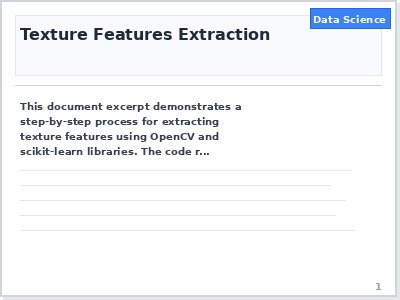 Data Science
Texture Features Extraction
This document excerpt demonstrates a
step-by-step process for extracting
texture features using OpenCV and
scikit-learn libraries. The code r...
1